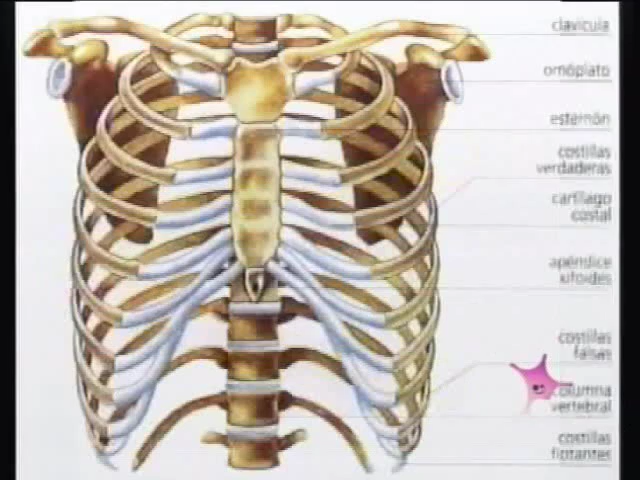 clavícula
omóplato
esternón
costillas
verdaderas
cartílago
costal
apéndice
xifoides
costillas
falsas
columna
vertebral
costillas
flotantes